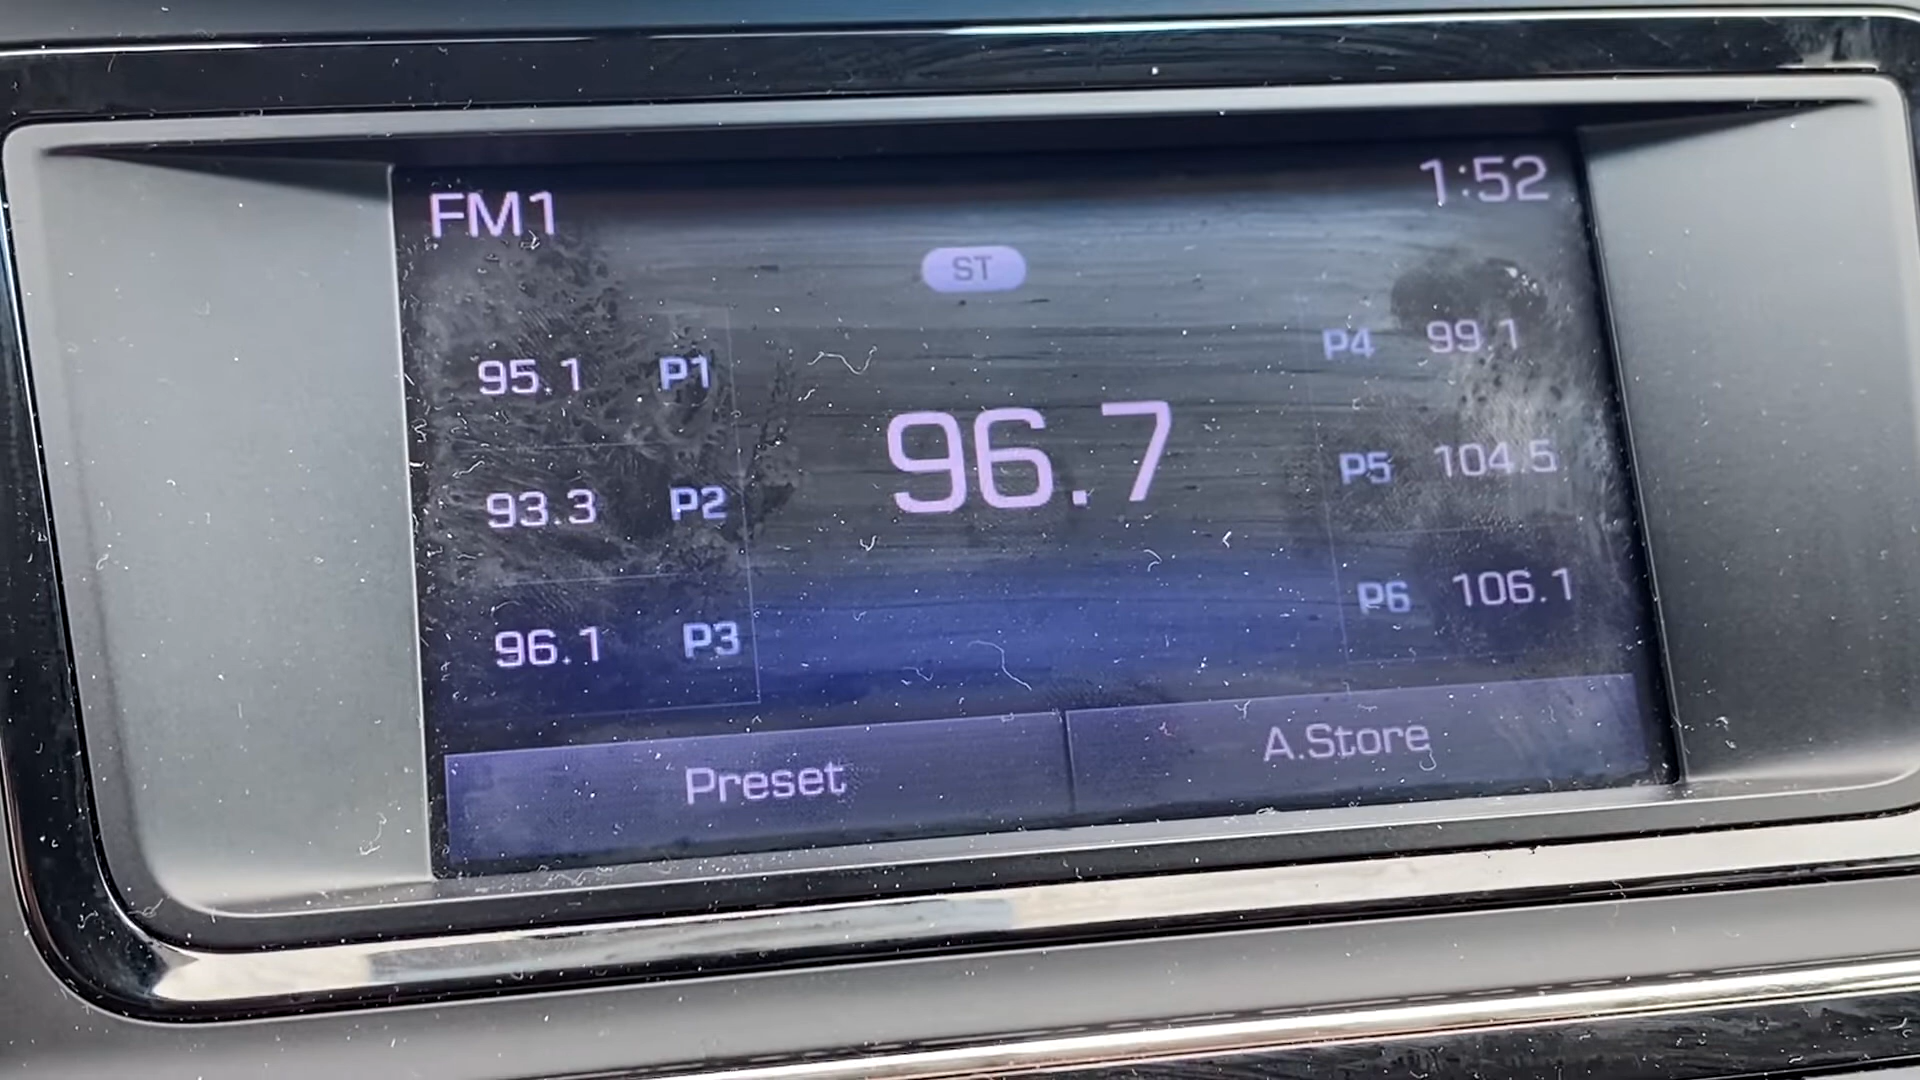 FM1
1:52
ST
95.1 P1
93.3 P2
96.1 P3
96.7
P4 99.1
P5 104.5
P6 106.1
Preset
A.Store